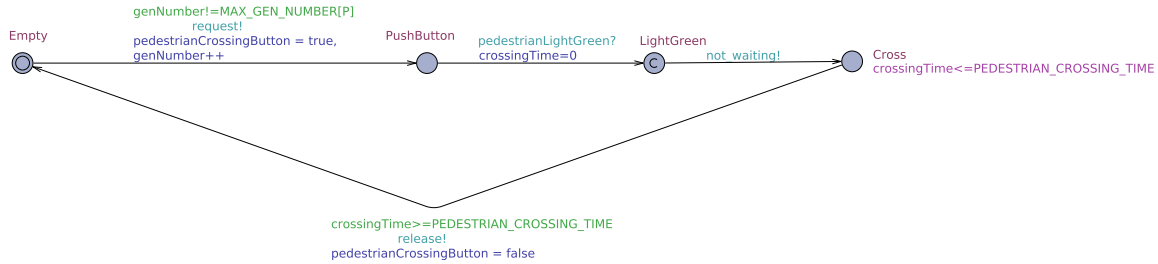 genNumber!=MAX_GEN_NUMBER[P]
request!
pedestrianCrossingButton = true,
genNumber++
Empty
PushButton
pedestrianLightGreen?
crossingTime=0
LightGreen
C
not_waiting!
Cross
crossingTime<=PEDESTRIAN_CROSSING_TIME
crossingTime>=PEDESTRIAN_CROSSING_TIME
release!
pedestrianCrossingButton = false